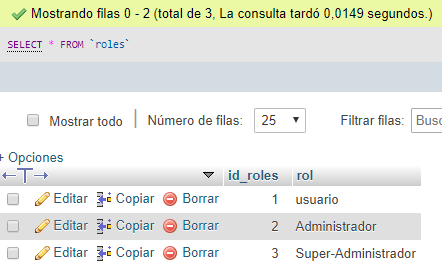 Mostrando filas 0 - 2 (total de 3, La consulta tardó 0,0149 segundos.)
SELECT * FROM `roles`
Mostrar todo | Número de filas: 25 Filtrar filas: Busc
+ Opciones
←T→ id_roles rol
Editar Copiar Borrar 1 usuario
Editar Copiar Borrar 2 Administrador
Editar Copiar Borrar 3 Super-Administrador